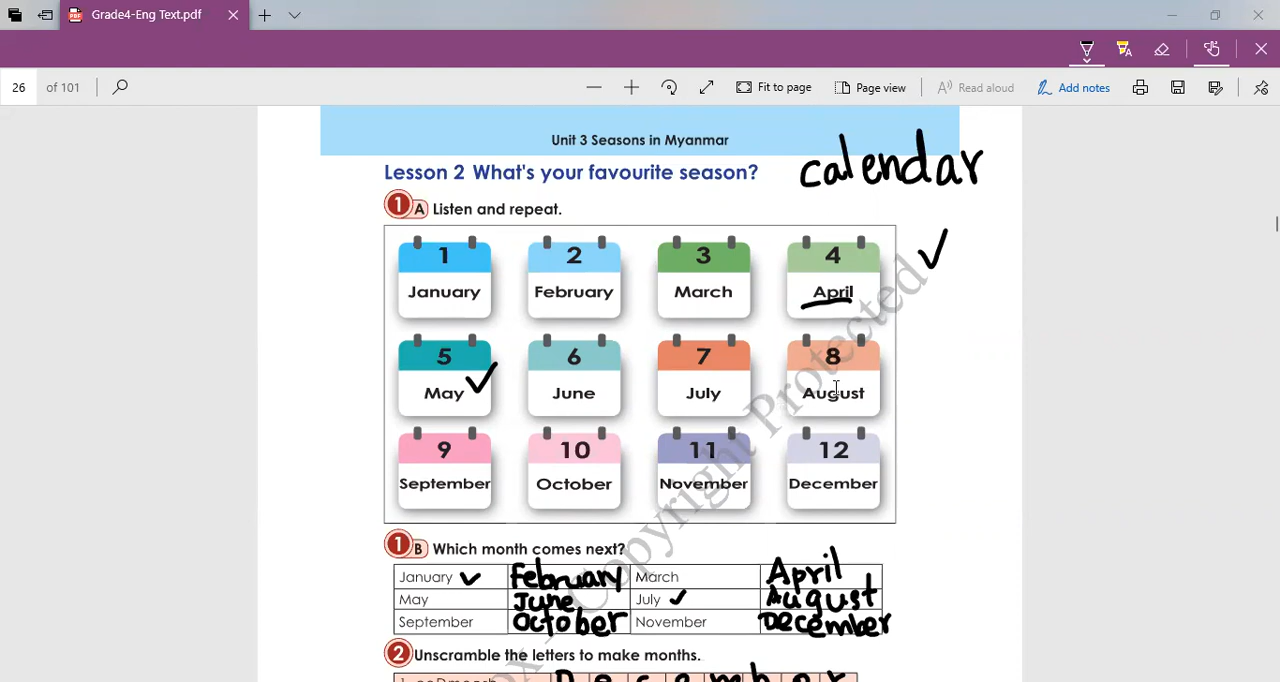 Grade4-Eng Text.pdf
26 of 101 Fit to page Page view Read aloud Add notes
Unit 3 Seasons in Myanmar
Lesson 2 What's your favourite season?
calendar
1 A Listen and repeat.
1 2 3 4
January February March April
5 6 7 8
May June July August
9 10 11 12
September October November December
Copyright Protected
1 B Which month comes next?
January February March April
May June July August
September October November December
2 Unscramble the letters to make months.
December